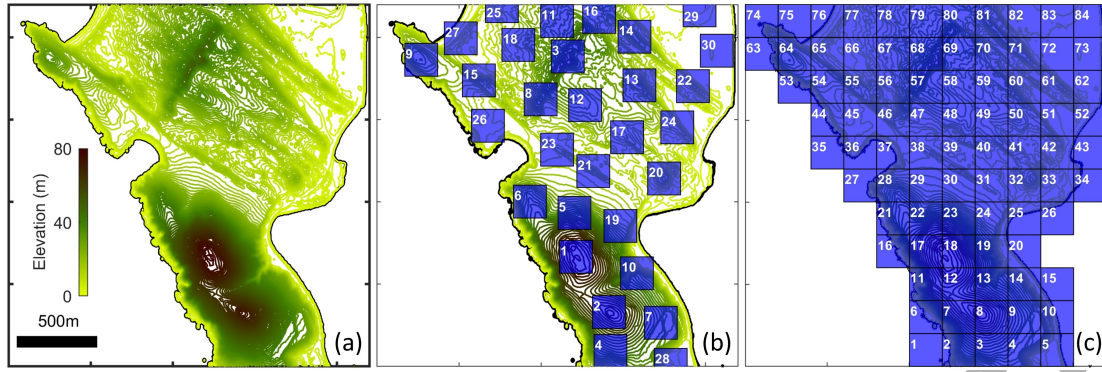 Elevation (m)
80
40
0
500m
(a)
25 11 16 29
27 18 3 14 30
9
15 8 12 13 22
26 23 17 24
21 20
6 5 19
1 10
2 7
4 28
(b)
74 75 76 77 78 79 80 81 82 83 84
63 64 65 66 67 68 69 70 71 72 73
53 54 55 56 57 58 59 60 61 62
44 45 46 47 48 49 50 51 52
35 36 37 38 39 40 41 42 43
27 28 29 30 31 32 33 34
21 22 23 24 25 26
16 17 18 19 20
11 12 13 14 15
6 7 8 9 10
1 2 3 4 5
(c)